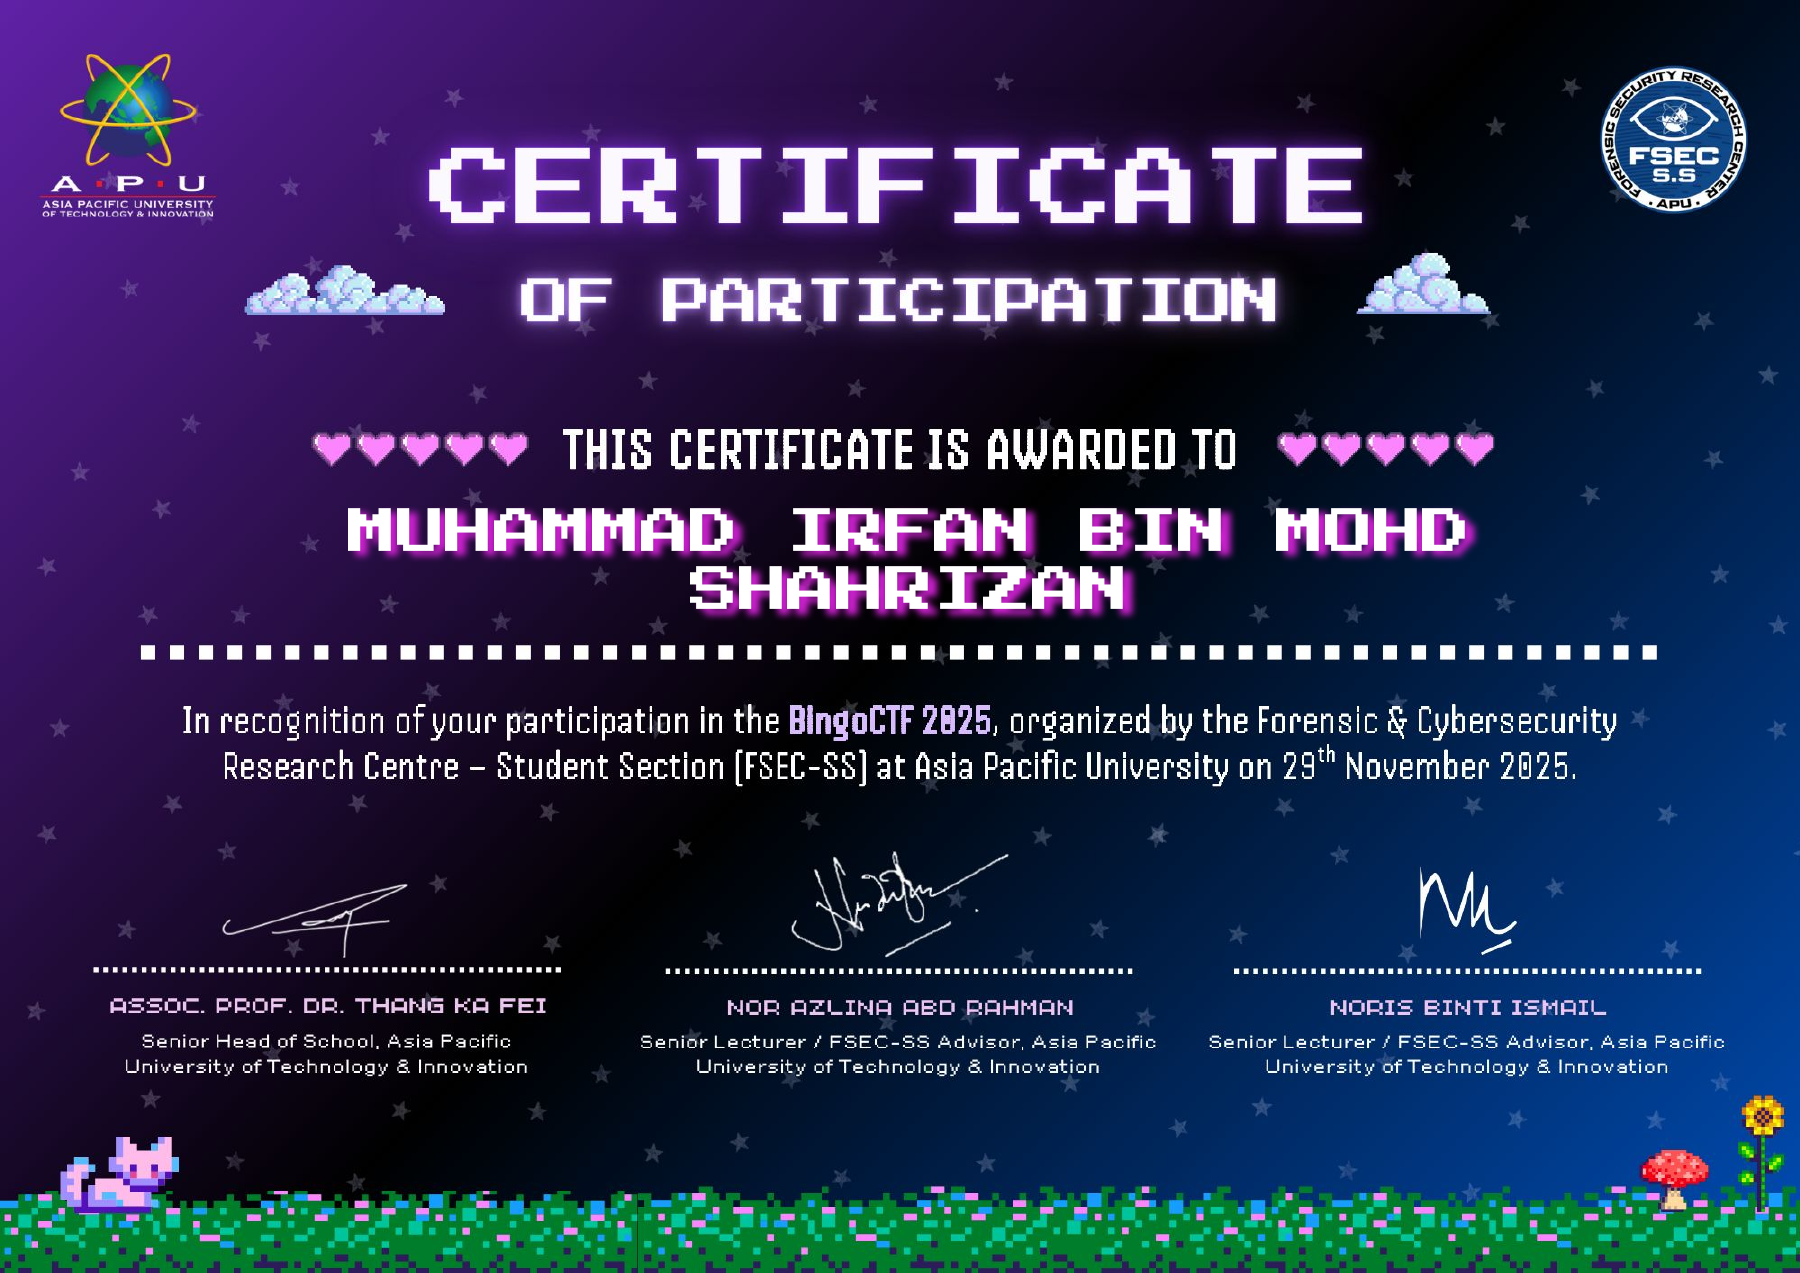 A·P·U
ASIA PACIFIC UNIVERSITY
OF TECHNOLOGY & INNOVATION
FORENSIC SECURITY RESEARCH CENTER
FSEC
S.S
· APU ·
CERTIFICATE
OF PARTICIPATION
THIS CERTIFICATE IS AWARDED TO
MUHAMMAD IRFAN BIN MOHD
SHAHRIZAN
In recognition of your participation in the BingoCTF 2025, organized by the Forensic & Cybersecurity
Research Centre – Student Section (FSEC-SS) at Asia Pacific University on 29th November 2025.
ASSOC. PROF. DR. THANG KA FEI
Senior Head of School, Asia Pacific
University of Technology & Innovation
NOR AZLINA ABD RAHMAN
Senior Lecturer / FSEC-SS Advisor, Asia Pacific
University of Technology & Innovation
NORIS BINTI ISMAIL
Senior Lecturer / FSEC-SS Advisor, Asia Pacific
University of Technology & Innovation